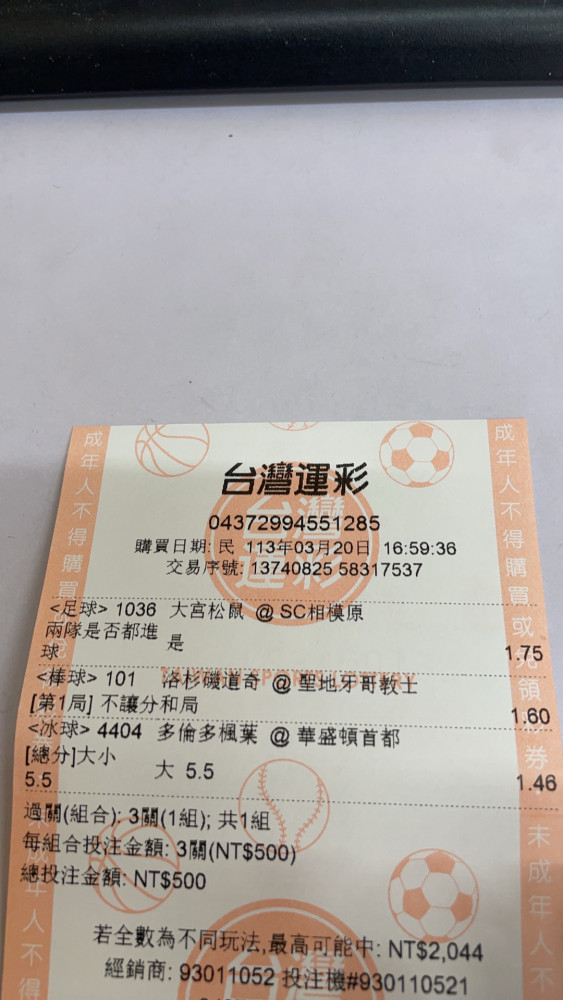 台灣運彩
04372994551285
購買日期: 民 113年03月20日 16:59:36
交易序號: 13740825 58317537
<足球> 1036 大宮松鼠 @ SC相模原
兩隊是否都進球 是 1.75
<棒球> 101 洛杉磯道奇 @ 聖地牙哥教士
[第1局] 不讓分和局 1.60
<冰球> 4404 多倫多楓葉 @ 華盛頓首都
[總分]大小
5.5 大 5.5 1.46
過關(組合): 3關(1組); 共1組
每組合投注金額: 3關(NT$500)
總投注金額: NT$500
若全數為不同玩法,最高可能中: NT$2,044
經銷商: 93011052 投注機#930110521
成年人不得購買
成年人不得購買或領
券
未成年人不
成年人不得